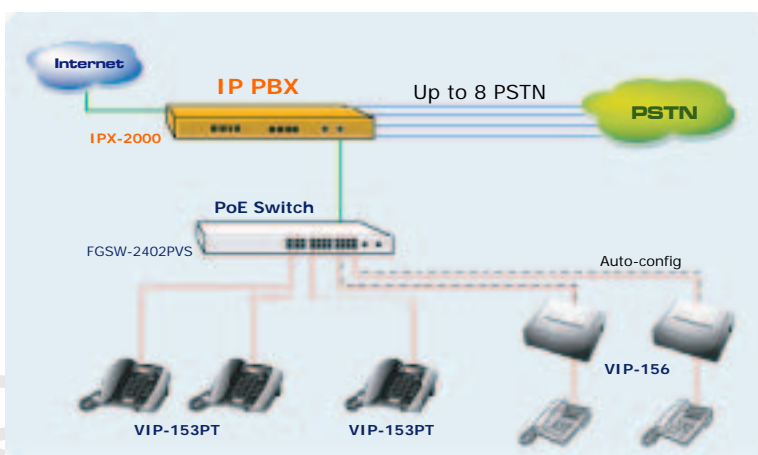 Internet
IP PBX
Up to 8 PSTN
PSTN
IPX-2000
PoE Switch
FGSW-2402PVS
Auto-config
VIP-156
VIP-153PT
VIP-153PT